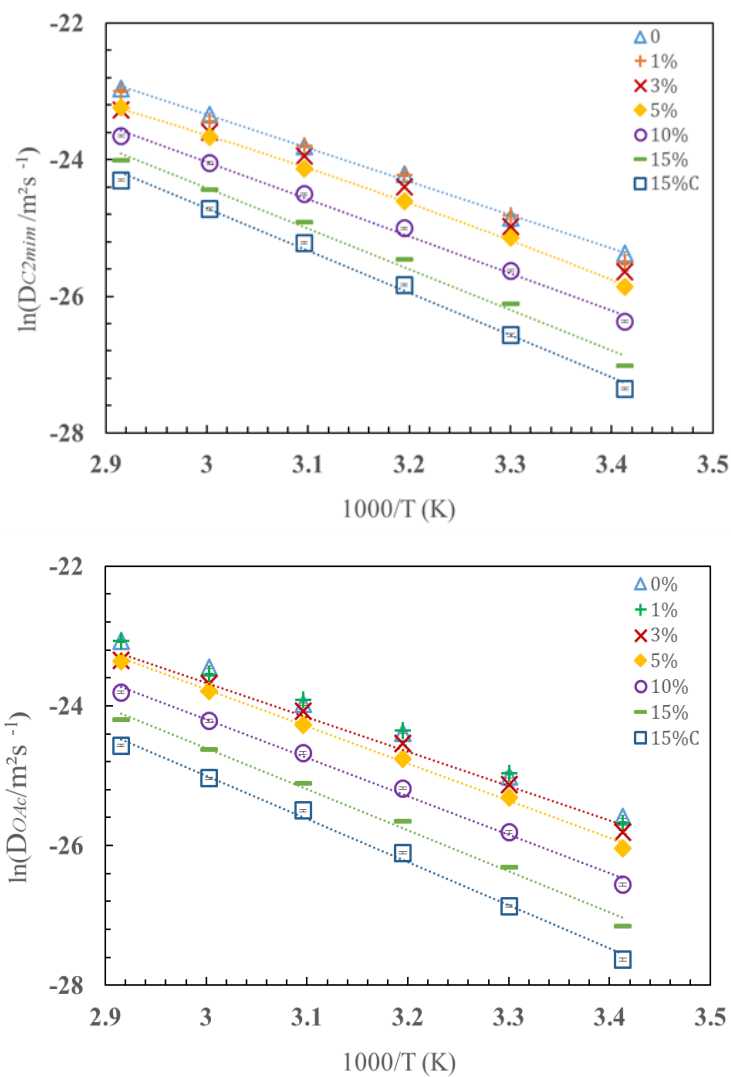 -22
-24
-26
-28
2.9 3 3.1 3.2 3.3 3.4 3.5
ln(DC2mim /m²s ⁻¹)
1000/T (K)
0
1%
3%
5%
10%
15%
15%C
-22
-24
-26
-28
2.9 3 3.1 3.2 3.3 3.4 3.5
ln(DOAc/m²s ⁻¹)
1000/T (K)
0%
1%
3%
5%
10%
15%
15%C